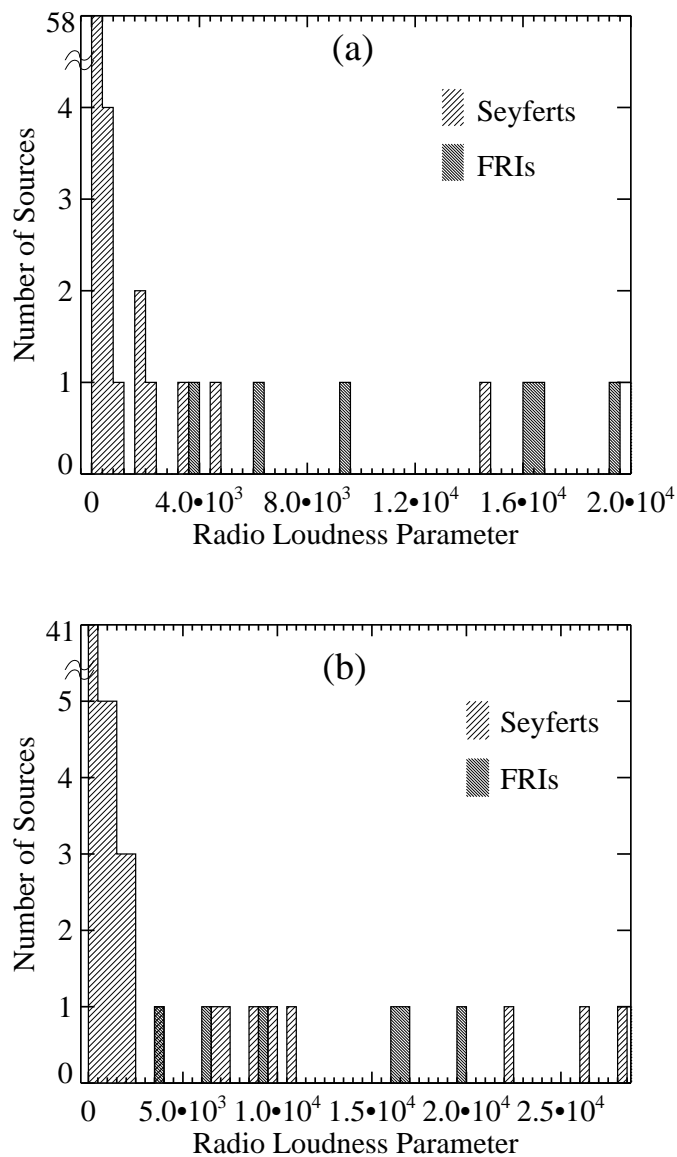 58
(a)
4
Seyferts
FRIs
3
2
1
0
Number of Sources
0 4.0•10³ 8.0•10³ 1.2•10⁴ 1.6•10⁴ 2.0•10⁴
Radio Loudness Parameter
41
(b)
5
Seyferts
4
FRIs
3
2
1
0
Number of Sources
0 5.0•10³ 1.0•10⁴ 1.5•10⁴ 2.0•10⁴ 2.5•10⁴
Radio Loudness Parameter